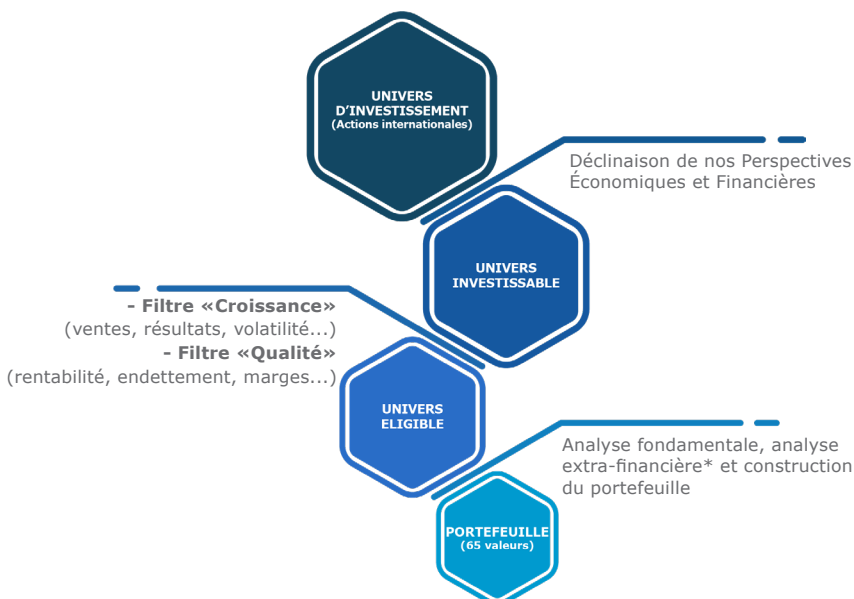 UNIVERS
D'INVESTISSEMENT
(Actions internationales)
Déclinaison de nos Perspectives
Économiques et Financières
UNIVERS
INVESTISSABLE
- Filtre «Croissance»
(ventes, résultats, volatilité...)
- Filtre «Qualité»
(rentabilité, endettement, marges...)
UNIVERS
ELIGIBLE
Analyse fondamentale, analyse
extra-financière* et construction
du portefeuille
PORTEFEUILLE
(65 valeurs)